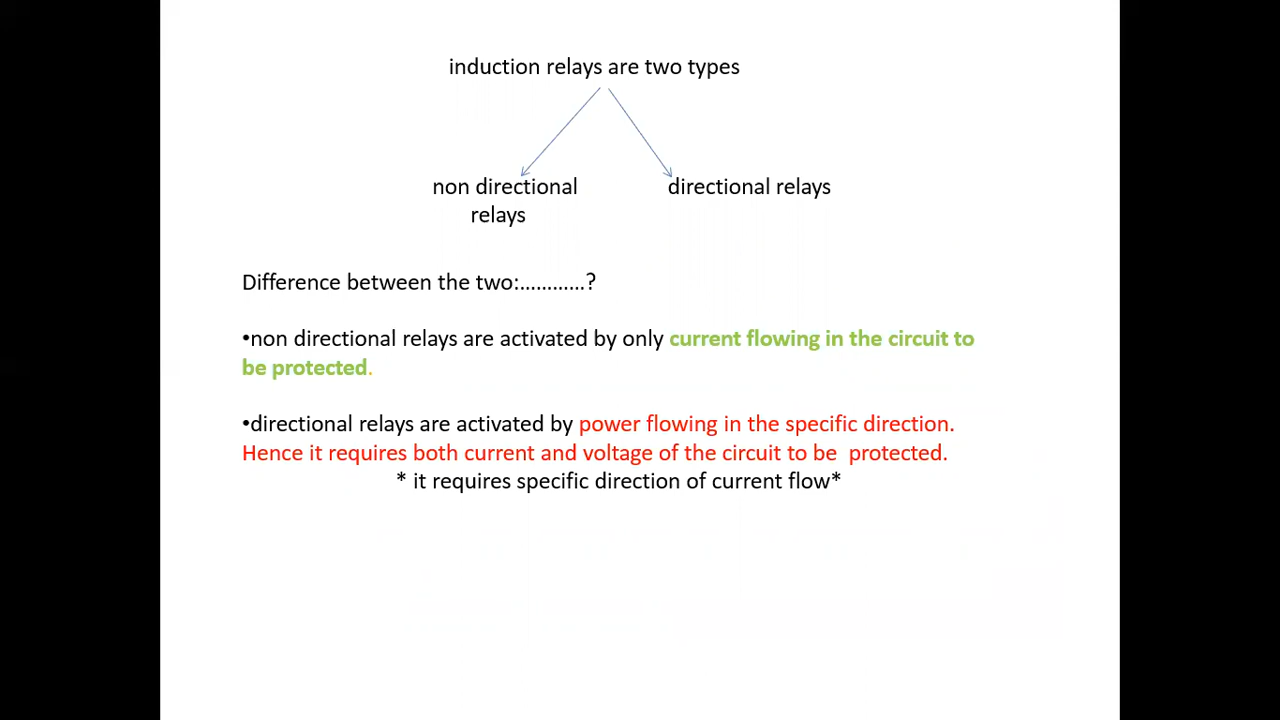 induction relays are two types
non directional
relays
directional relays
Difference between the two:............?
•non directional relays are activated by only current flowing in the circuit to
be protected.
•directional relays are activated by power flowing in the specific direction.
Hence it requires both current and voltage of the circuit to be  protected.
* it requires specific direction of current flow*